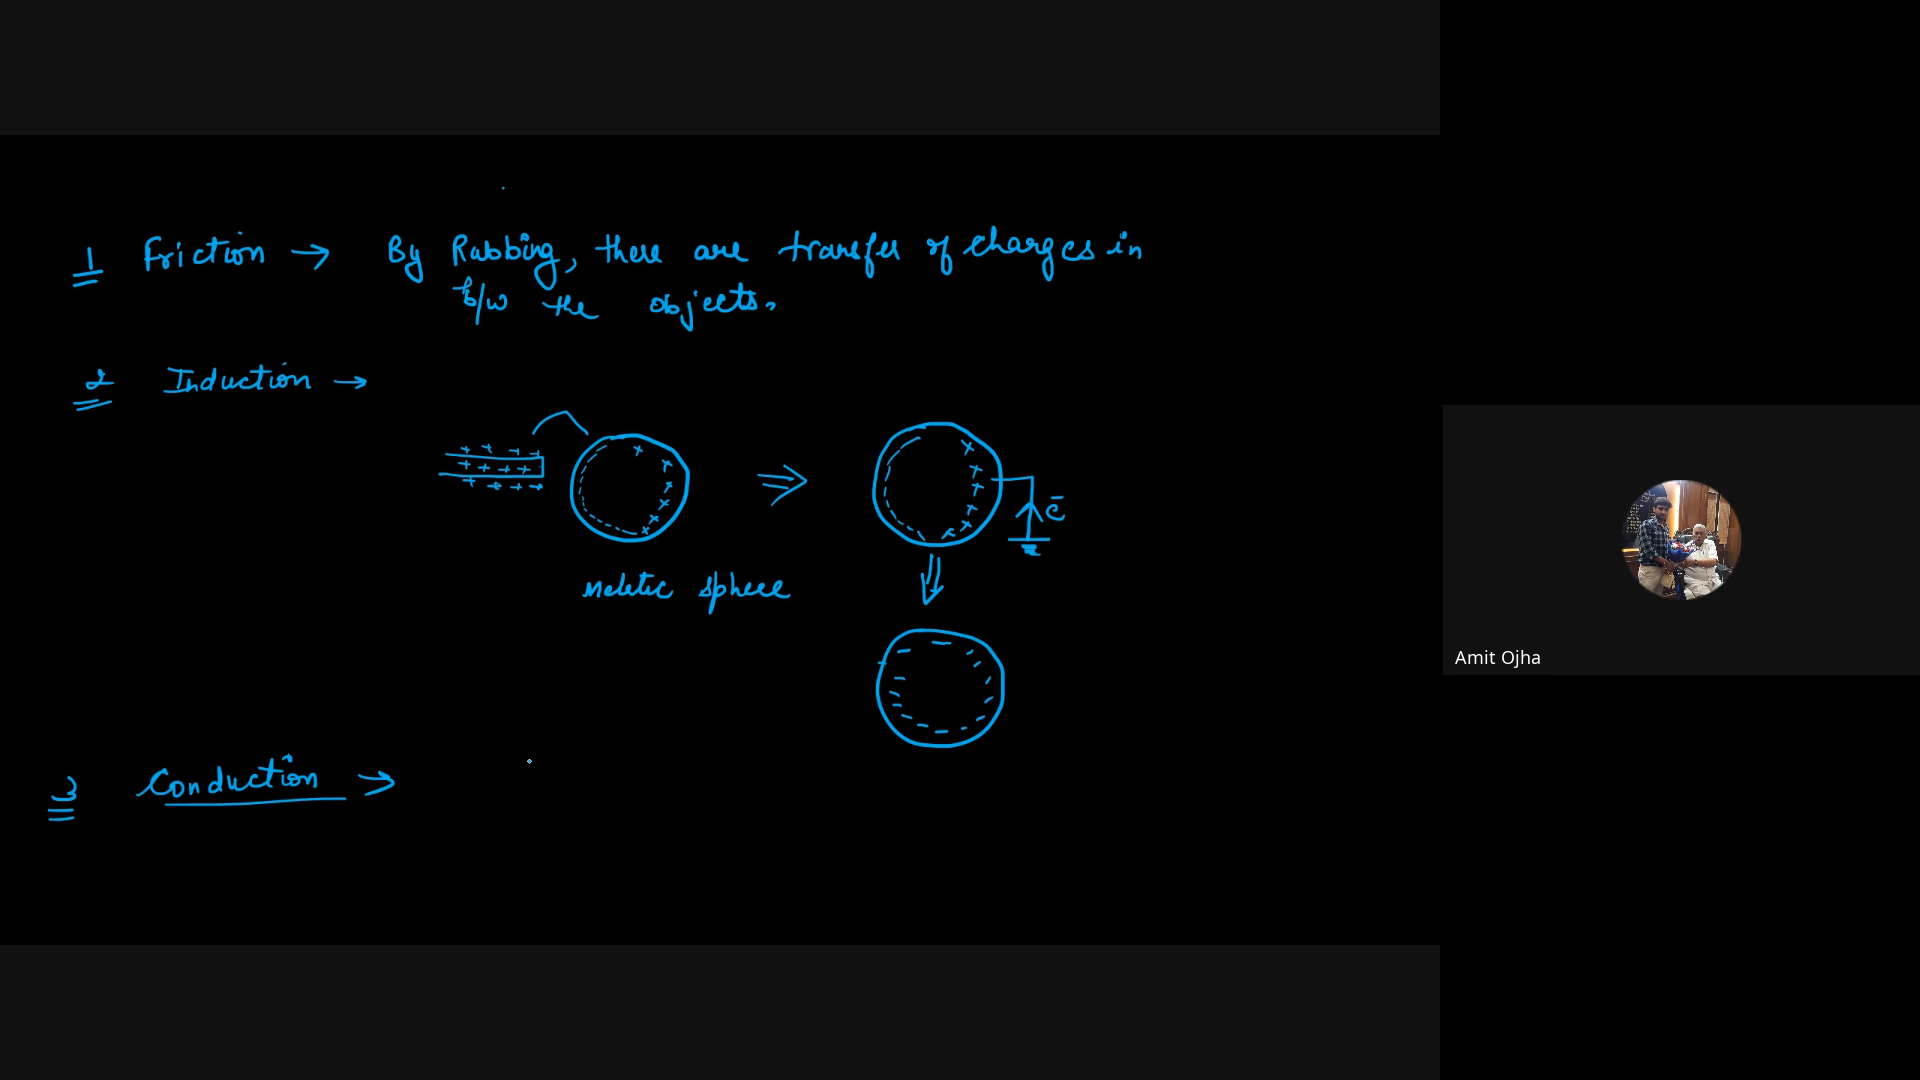 1 Friction → By Rubbing, there are transfer of charges in
b/w the objects.
2 Induction →
+ + + +
+ + + +
+ + + +
⇒
e̅
metetic sphere
3 Conduction →
Amit Ojha